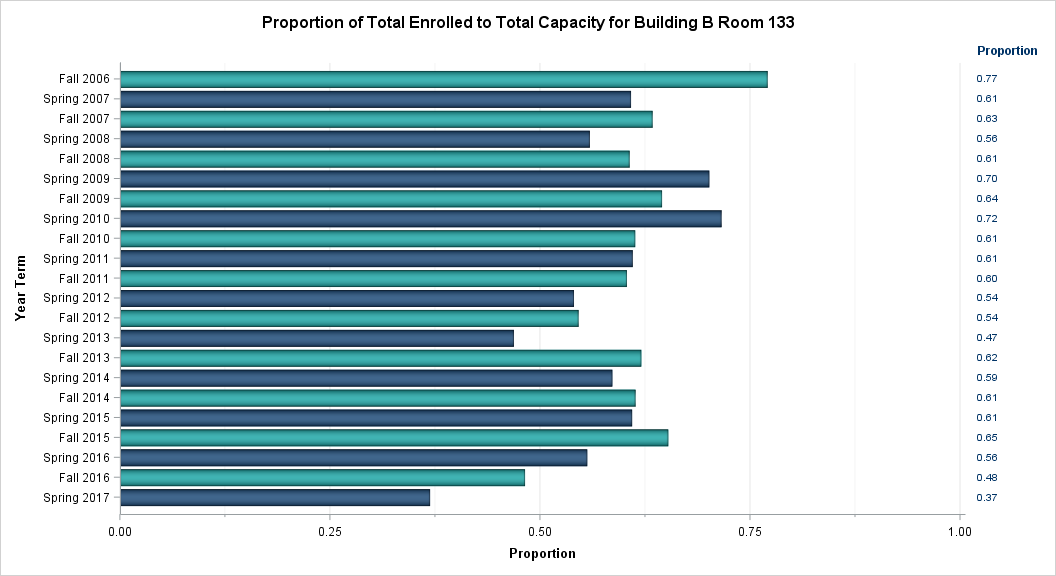 Proportion of Total Enrolled to Total Capacity for Building B Room 133
Proportion
Fall 2006 0.77
Spring 2007 0.61
Fall 2007 0.63
Spring 2008 0.56
Fall 2008 0.61
Spring 2009 0.70
Fall 2009 0.64
Spring 2010 0.72
Fall 2010 0.61
Spring 2011 0.61
Fall 2011 0.60
Spring 2012 0.54
Fall 2012 0.54
Spring 2013 0.47
Fall 2013 0.62
Spring 2014 0.59
Fall 2014 0.61
Spring 2015 0.61
Fall 2015 0.65
Spring 2016 0.56
Fall 2016 0.48
Spring 2017 0.37
Year Term
0.00 0.25 0.50 0.75 1.00
Proportion